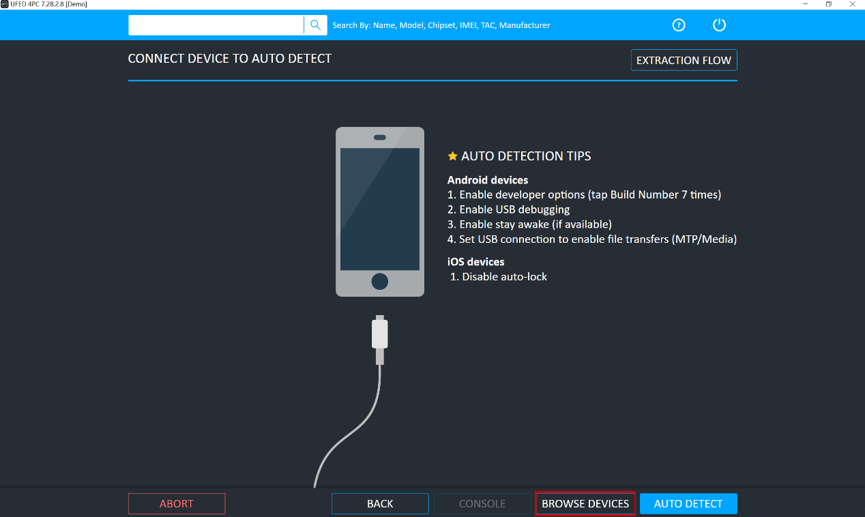 UFED 4PC 7.28.2.8 [Demo]
Search By: Name, Model, Chipset, IMEI, TAC, Manufacturer
?
CONNECT DEVICE TO AUTO DETECT
EXTRACTION FLOW
AUTO DETECTION TIPS
Android devices
1. Enable developer options (tap Build Number 7 times)
2. Enable USB debugging
3. Enable stay awake (if available)
4. Set USB connection to enable file transfers (MTP/Media)
iOS devices
1. Disable auto-lock
ABORT
BACK
CONSOLE
BROWSE DEVICES
AUTO DETECT